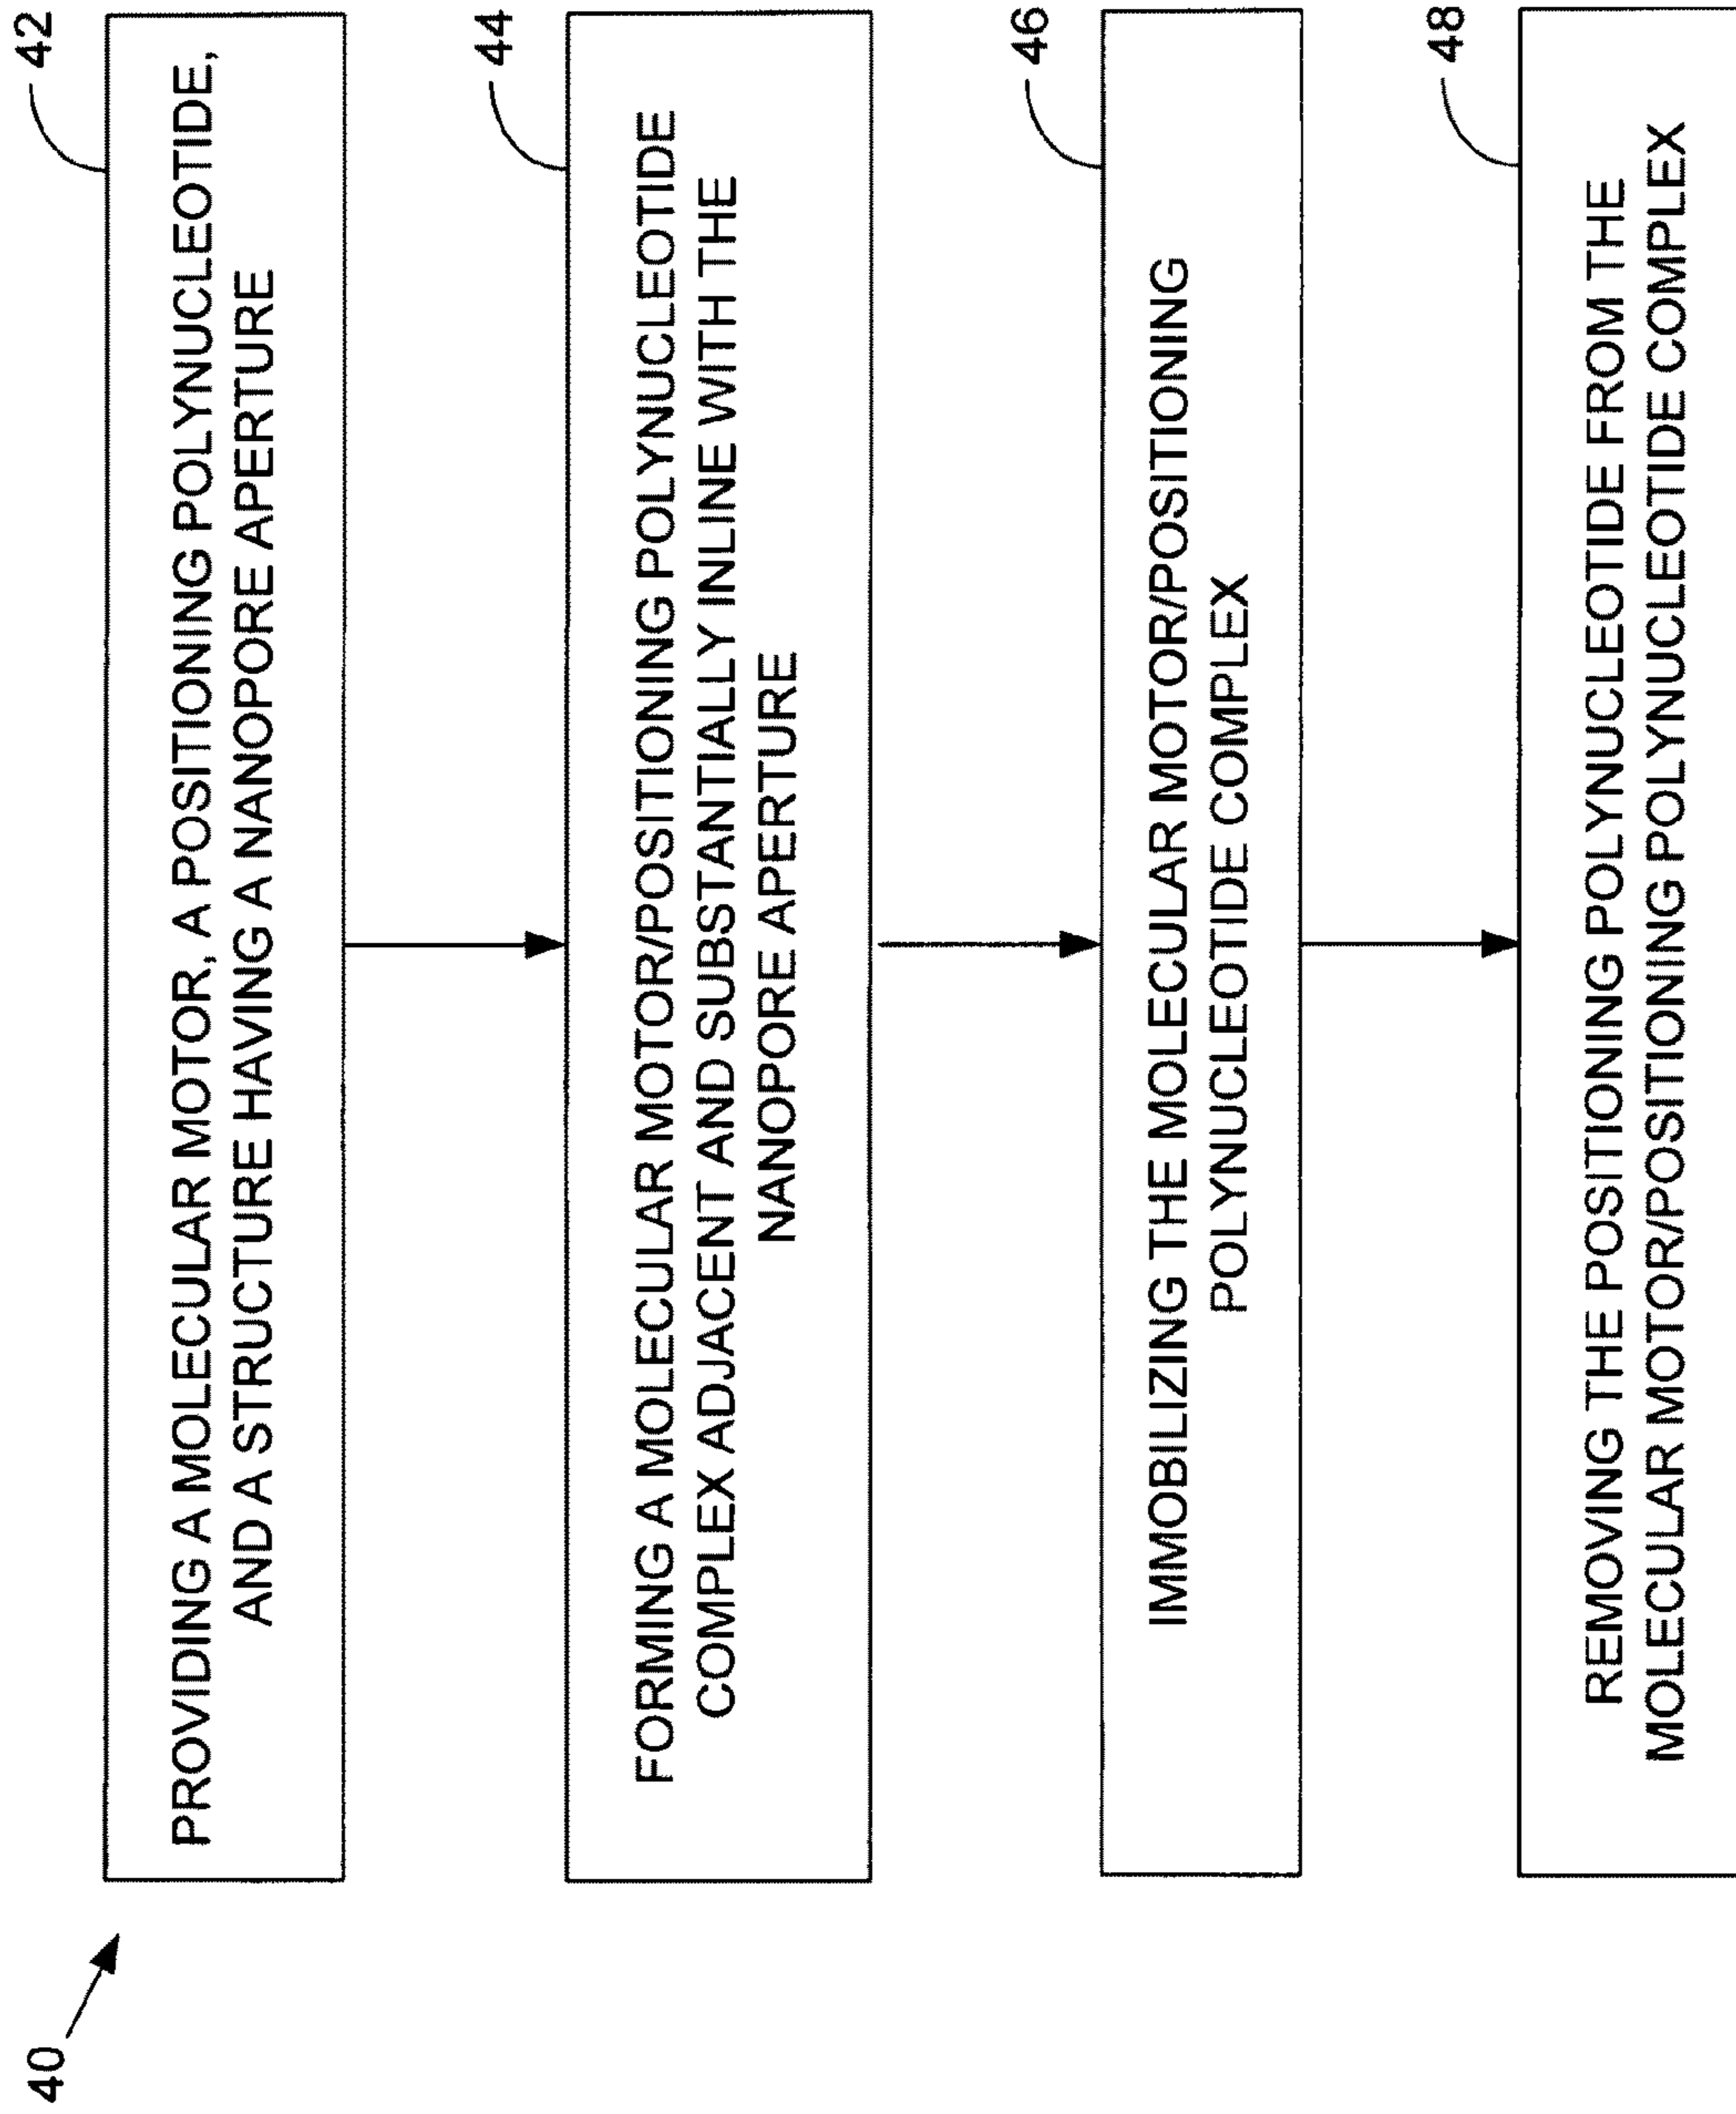 40
42
PROVIDING A MOLECULAR MOTOR, A POSITIONING POLYNUCLEOTIDE,
AND A STRUCTURE HAVING A NANOPORE APERTURE
44
FORMING A MOLECULAR MOTOR/POSITIONING POLYNUCLEOTIDE
COMPLEX ADJACENT AND SUBSTANTIALLY INLINE WITH THE
NANOPORE APERTURE
46
IMMOBILIZING THE MOLECULAR MOTOR/POSITIONING
POLYNUCLEOTIDE COMPLEX
48
REMOVING THE POSITIONING POLYNUCLEOTIDE FROM THE
MOLECULAR MOTOR/POSITIONING POLYNUCLEOTIDE COMPLEX